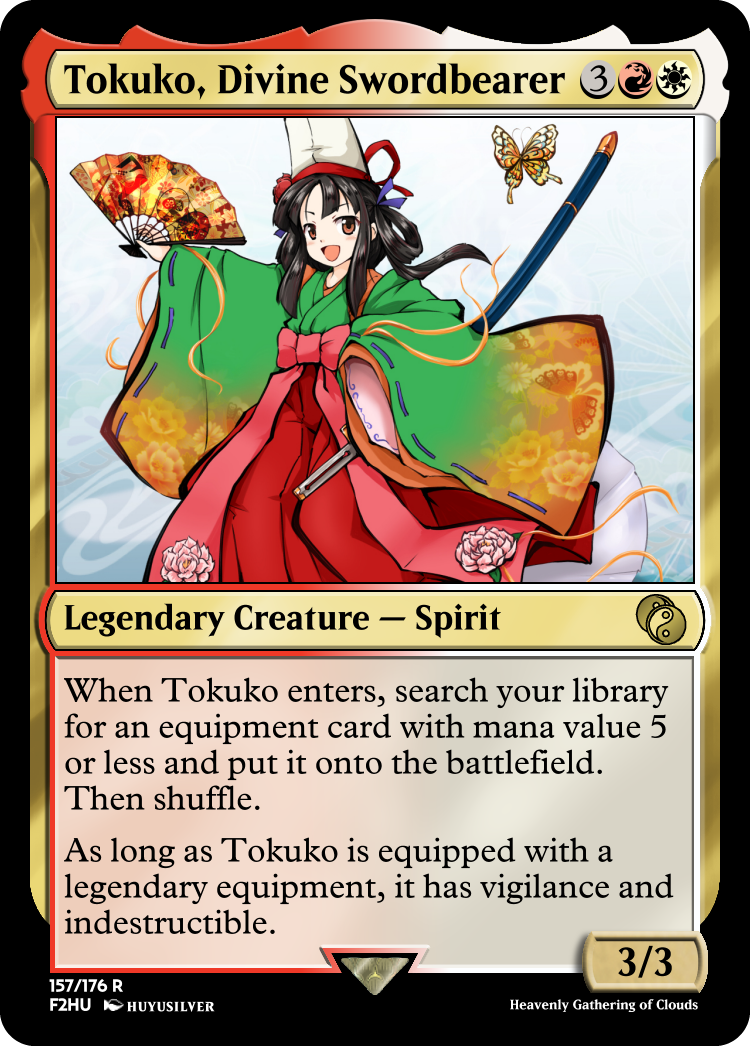 Tokuko, Divine Swordbearer 3
Legendary Creature — Spirit
When Tokuko enters, search your library
for an equipment card with mana value 5
or less and put it onto the battlefield.
Then shuffle.
As long as Tokuko is equipped with a
legendary equipment, it has vigilance and
indestructible.
3/3
157/176 R
F2HU HUYUSILVER
Heavenly Gathering of Clouds